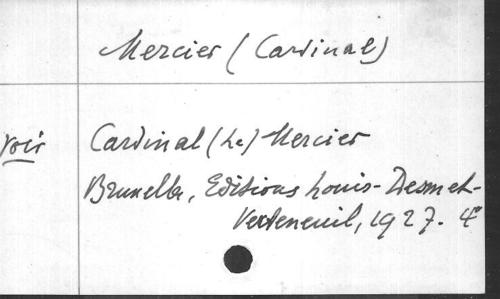 Mercier (Cardinal)
voir Cardinal (Le) Mercier
Bruxelles, Editions Louis-Desmet-
Verteneuil, 1927. 4°